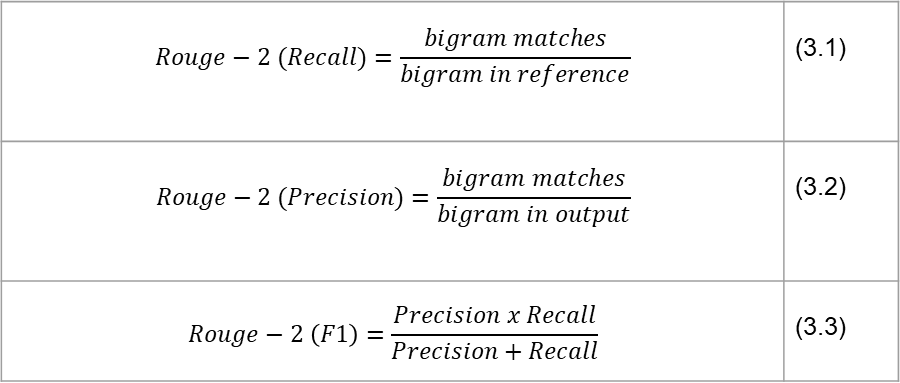 Rouge − 2 (Recall) = bigram matches / bigram in reference (3.1)
Rouge − 2 (Precision) = bigram matches / bigram in output (3.2)
Rouge − 2 (F1) = Precision x Recall / Precision + Recall (3.3)